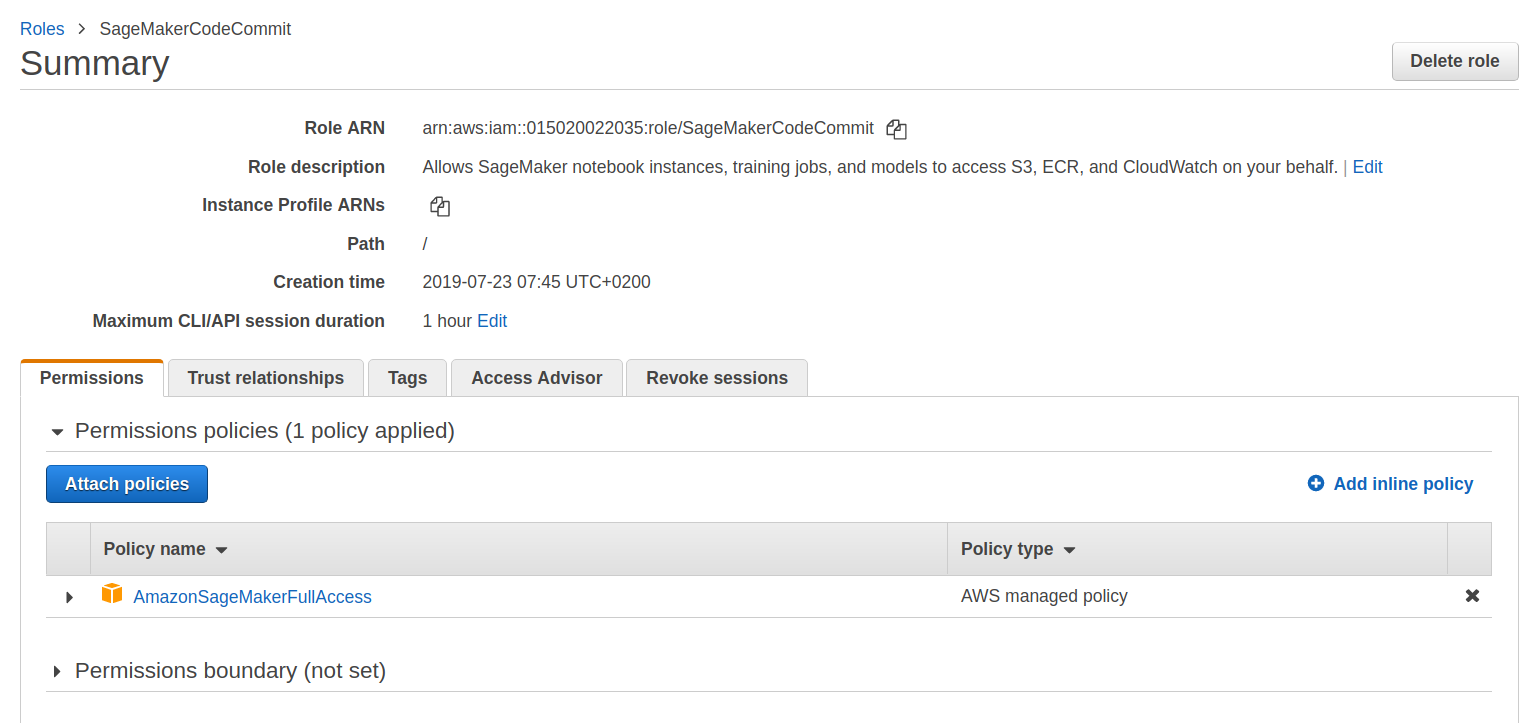 Roles > SageMakerCodeCommit
Summary
Delete role
Role ARN arn:aws:iam::015020022035:role/SageMakerCodeCommit
Role description Allows SageMaker notebook instances, training jobs, and models to access S3, ECR, and CloudWatch on your behalf. | Edit
Instance Profile ARNs
Path /
Creation time 2019-07-23 07:45 UTC+0200
Maximum CLI/API session duration 1 hour Edit
Permissions Trust relationships Tags Access Advisor Revoke sessions
Permissions policies (1 policy applied)
Attach policies Add inline policy
Policy name Policy type
AmazonSageMakerFullAccess AWS managed policy
Permissions boundary (not set)